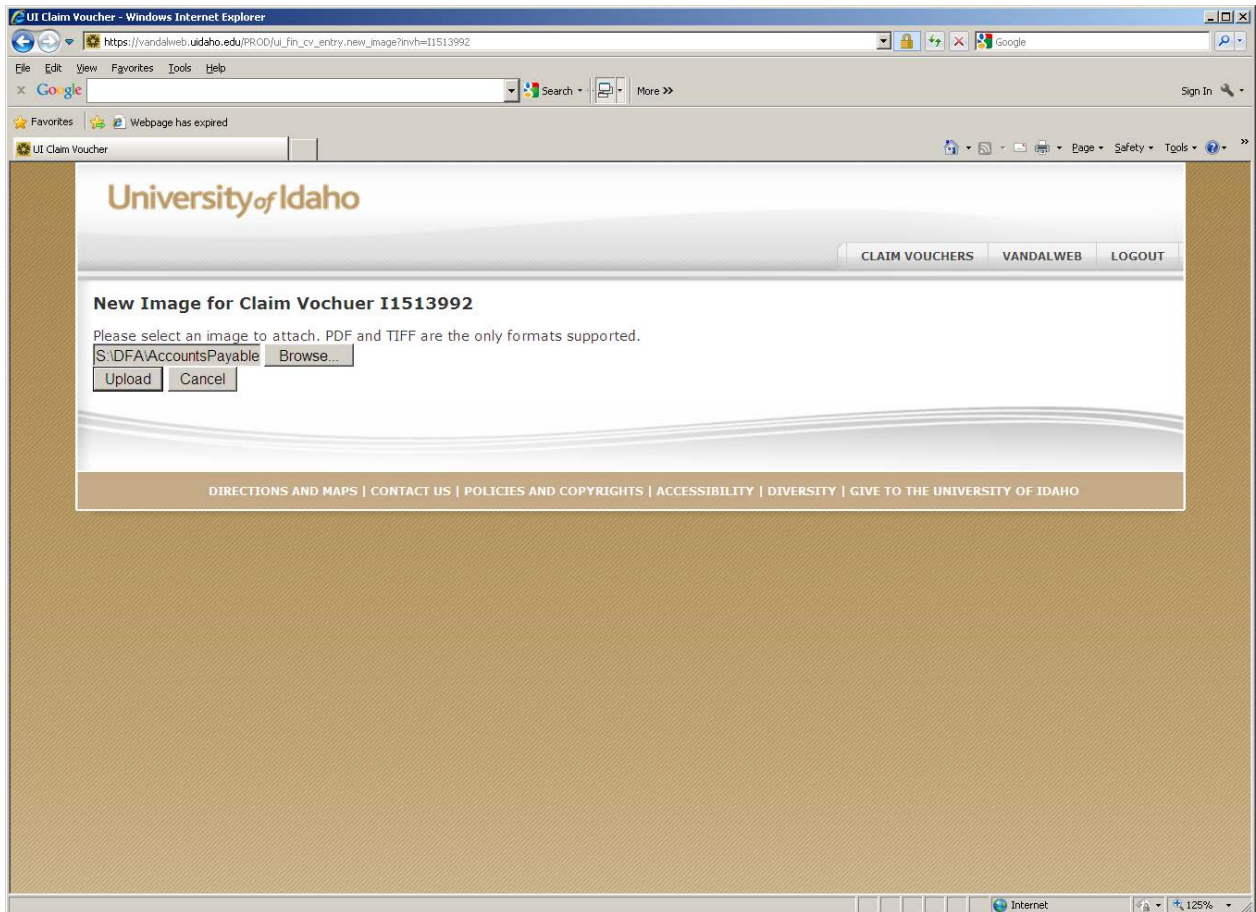 UI Claim Voucher - Windows Internet Explorer
https://vandalweb.uidaho.edu/PROD/ui_fin_cv_entry.new_image?invh=I1513992
Google
File Edit View Favorites Tools Help
x Google Search More >> Sign In
Favorites Webpage has expired
UI Claim Voucher Page Safety Tools >>
University of Idaho
CLAIM VOUCHERS VANDALWEB LOGOUT
New Image for Claim Vochuer I1513992
Please select an image to attach. PDF and TIFF are the only formats supported.
S:\DFA\AccountsPayable Browse...
Upload Cancel
DIRECTIONS AND MAPS | CONTACT US | POLICIES AND COPYRIGHTS | ACCESSIBILITY | DIVERSITY | GIVE TO THE UNIVERSITY OF IDAHO
Internet 125%